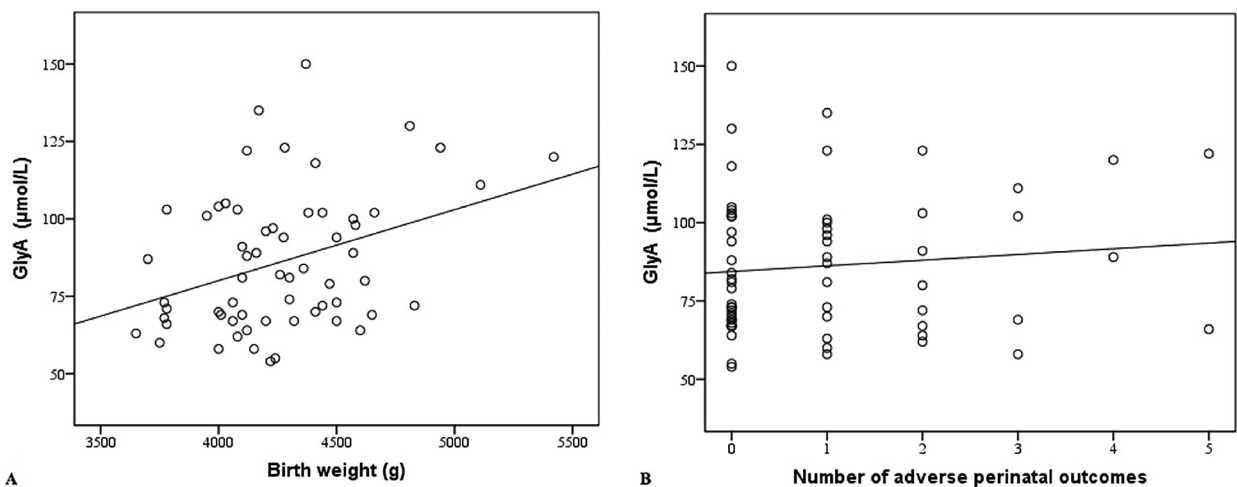 GlyA (µmol/L)
150
125
100
75
50
3500 4000 4500 5000 5500
Birth weight (g)
A
GlyA (µmol/L)
150
125
100
75
50
0 1 2 3 4 5
Number of adverse perinatal outcomes
B